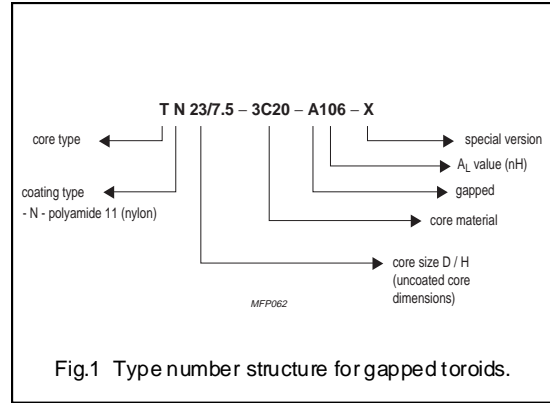 T N 23/7.5 – 3C20 – A106 – X
core type
special version
AL value (nH)
coating type
gapped
- N - polyamide 11 (nylon)
core material
core size D / H
(uncoated core
dimensions)
MFP062
Fig.1 Type number structure for gapped toroids.